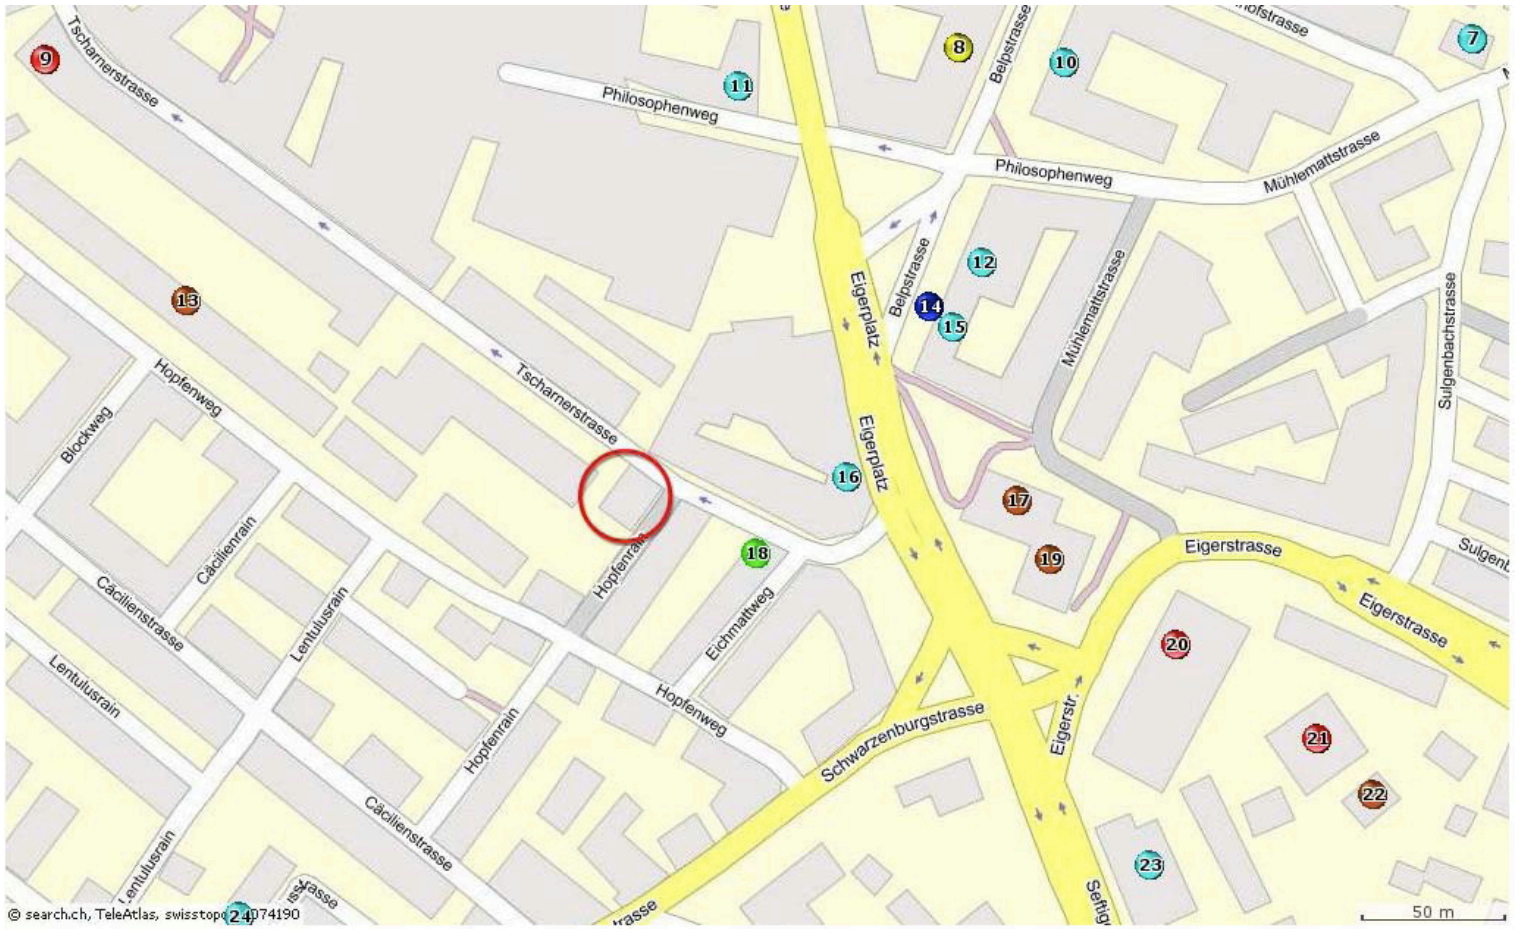 hofstrasse
7
8
Belpstrasse
Tscharnerstrasse
9
10
11
Philosophenweg
Mühlemattstrasse
Philosophenweg
12
Belpstrasse
Eigerplatz
Mühlemattstrasse
13
14
15
Sulgenbachstrasse
Hopfenweg
Tscharnerstrasse
Blockweg
Eigerplatz
16
17
Cäcilienrain
Hopfenrain
18
19
Eigerstrasse
Sulgenb
Cäcilienstrasse
Lentulusrain
Eichmattweg
Eigerstrasse
20
Lentulusrain
Hopfenweg
Hopfenrain
Schwarzenburgstrasse
Eigerstr.
21
22
Cäcilienstrasse
Lentulusrain
23
Seftig
24
trasse
© search.ch, TeleAtlas, swisstopo
074190
50 m